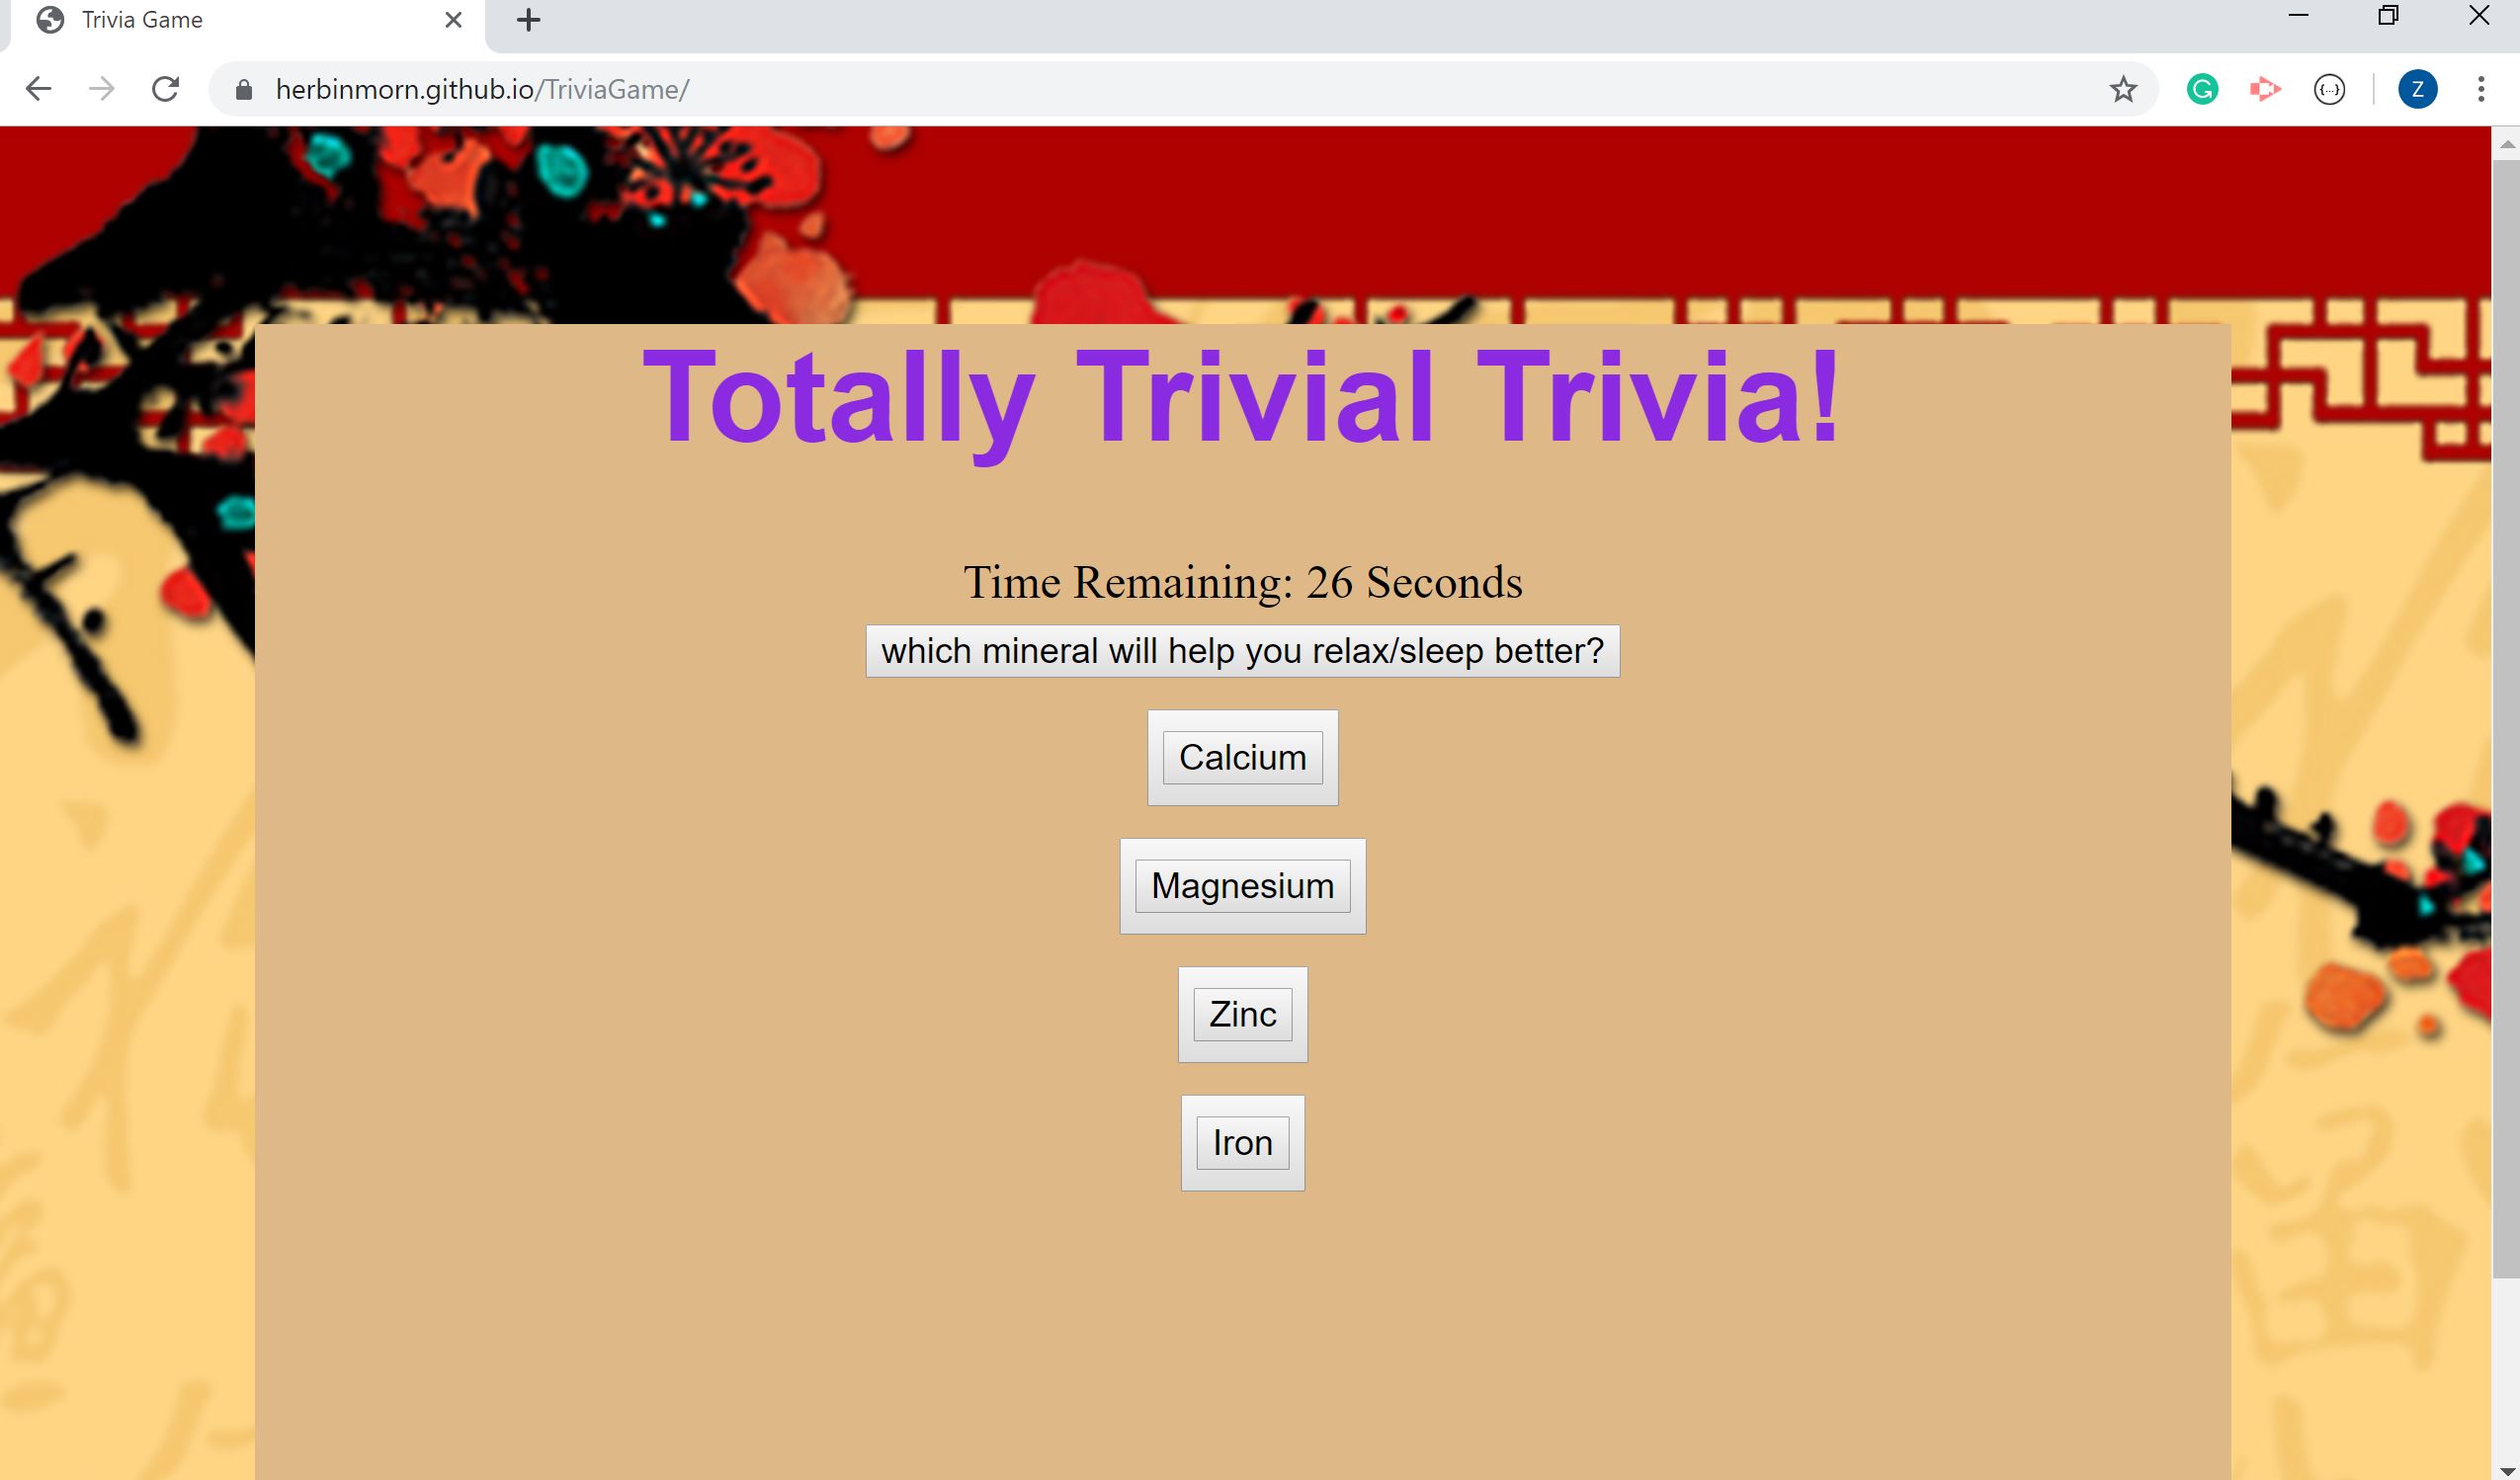 Trivia Game
herbinmorn.github.io/TriviaGame/
Z
Totally Trivial Trivia!
Time Remaining: 26 Seconds
which mineral will help you relax/sleep better?
Calcium
Magnesium
Zinc
Iron